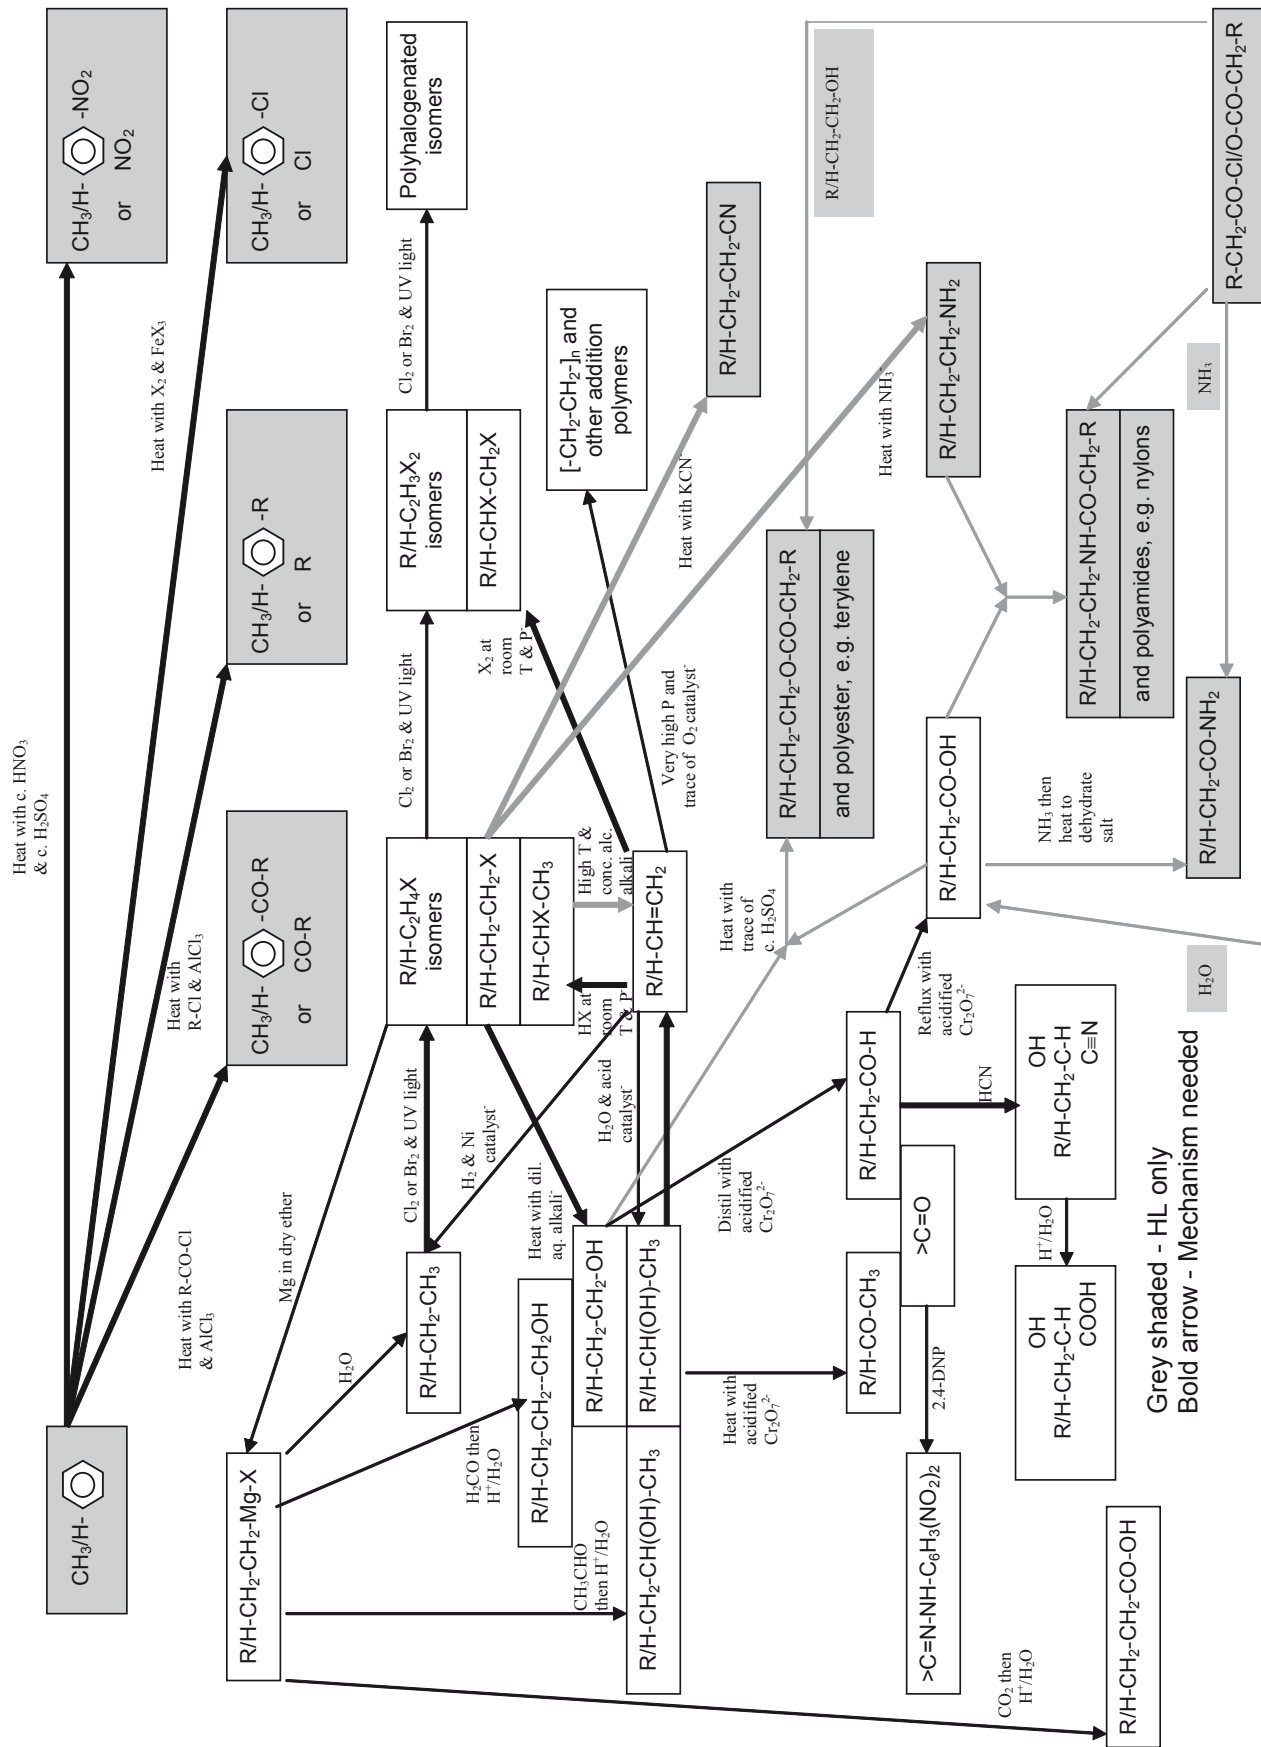 CH₃/H-
Heat with c. HNO₃
& c. H₂SO₄
CH₃/H- -NO₂
or NO₂
Heat with X₂ & FeX₃
CH₃/H- -Cl
or Cl
Heat with
R-Cl & AlCl₃
CH₃/H- -R
or R
Heat with R-CO-Cl
& AlCl₃
CH₃/H- -CO-R
or CO-R
R/H-CH₂-CH₂-Mg-X
Mg in dry ether
H₂O
R/H-CH₂-CH₃
Cl₂ or Br₂ & UV light
R/H-C₂H₄X
isomers
R/H-CH₂-CH₂-X
R/H-CHX-CH₃
Cl₂ or Br₂ & UV light
R/H-C₂H₃X₂
isomers
R/H-CHX-CH₂X
Cl₂ or Br₂ & UV light
Polyhalogenated
isomers
H₂CO then
H⁺/H₂O
R/H-CH₂-CH₂--CH₂OH
H₂ & Ni
catalyst⁻
Heat with dil.
aq. alkali⁻
HX at
room
T & P⁻
High T &
conc. alc.
alkali
X₂ at
room
T & P⁻
[-CH₂-CH₂-]n and
other addition
polymers
Heat with KCN⁻
R/H-CH₂-CH₂-CN
CH₃CHO
then H⁺/H₂O
R/H-CH₂-CH(OH)-CH₃
R/H-CH₂-CH₂-OH
R/H-CH(OH)-CH₃
H₂O & acid
catalyst⁻
R/H-CH=CH₂
Very high P and
trace of O₂ catalyst⁻
Heat with
acidified
Cr₂O₇²⁻
Distil with
acidified
Cr₂O₇²⁻
Heat with
trace of
c. H₂SO₄
R/H-CH₂-CH₂-O-CO-CH₂-R
and polyester, e.g. terylene
R/H-CH₂-CH₂-OH
R/H-CO-CH₃
>C=O
R/H-CH₂-CO-H
Reflux with
acidified
Cr₂O₇²⁻
R/H-CH₂-CO-OH
Heat with NH₃
R/H-CH₂-CH₂-NH₂
2.4-DNP
>C=N-NH-C₆H₃(NO₂)₂
HCN
OH
R/H-CH₂-C-H
C≡N
H⁺/H₂O
OH
R/H-CH₂-C-H
COOH
NH₃ then
heat to
dehydrate
salt
R/H-CH₂-CH₂-NH-CO-CH₂-R
and polyamides, e.g. nylons
R/H-CH₂-CO-NH₂
NH₃
H₂O
R-CH₂-CO-Cl/O-CO-CH₂-R
CO₂ then
H⁺/H₂O
R/H-CH₂-CH₂-CO-OH
Grey shaded - HL only
Bold arrow - Mechanism needed